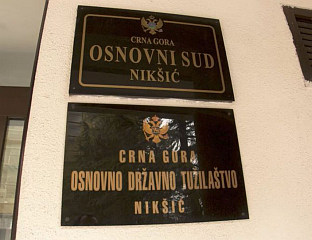 CRNA GORA
OSNOVNI SUD
NIKŠIĆ
CRNA GORA
OSNOVNO DRŽAVNO TUŽILAŠTVO
NIKŠIĆ